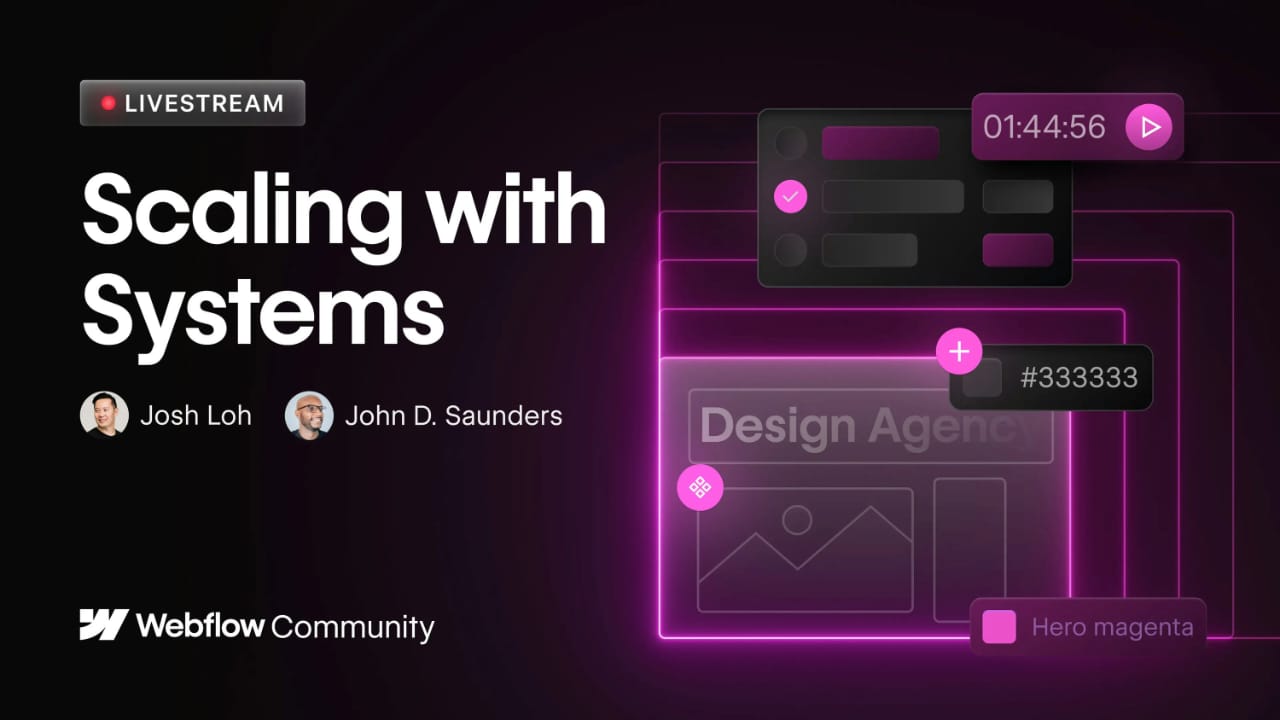 LIVESTREAM
Scaling with
Systems
Josh Loh
John D. Saunders
Webflow Community
01:44:56
#333333
Design Agency
Hero magenta